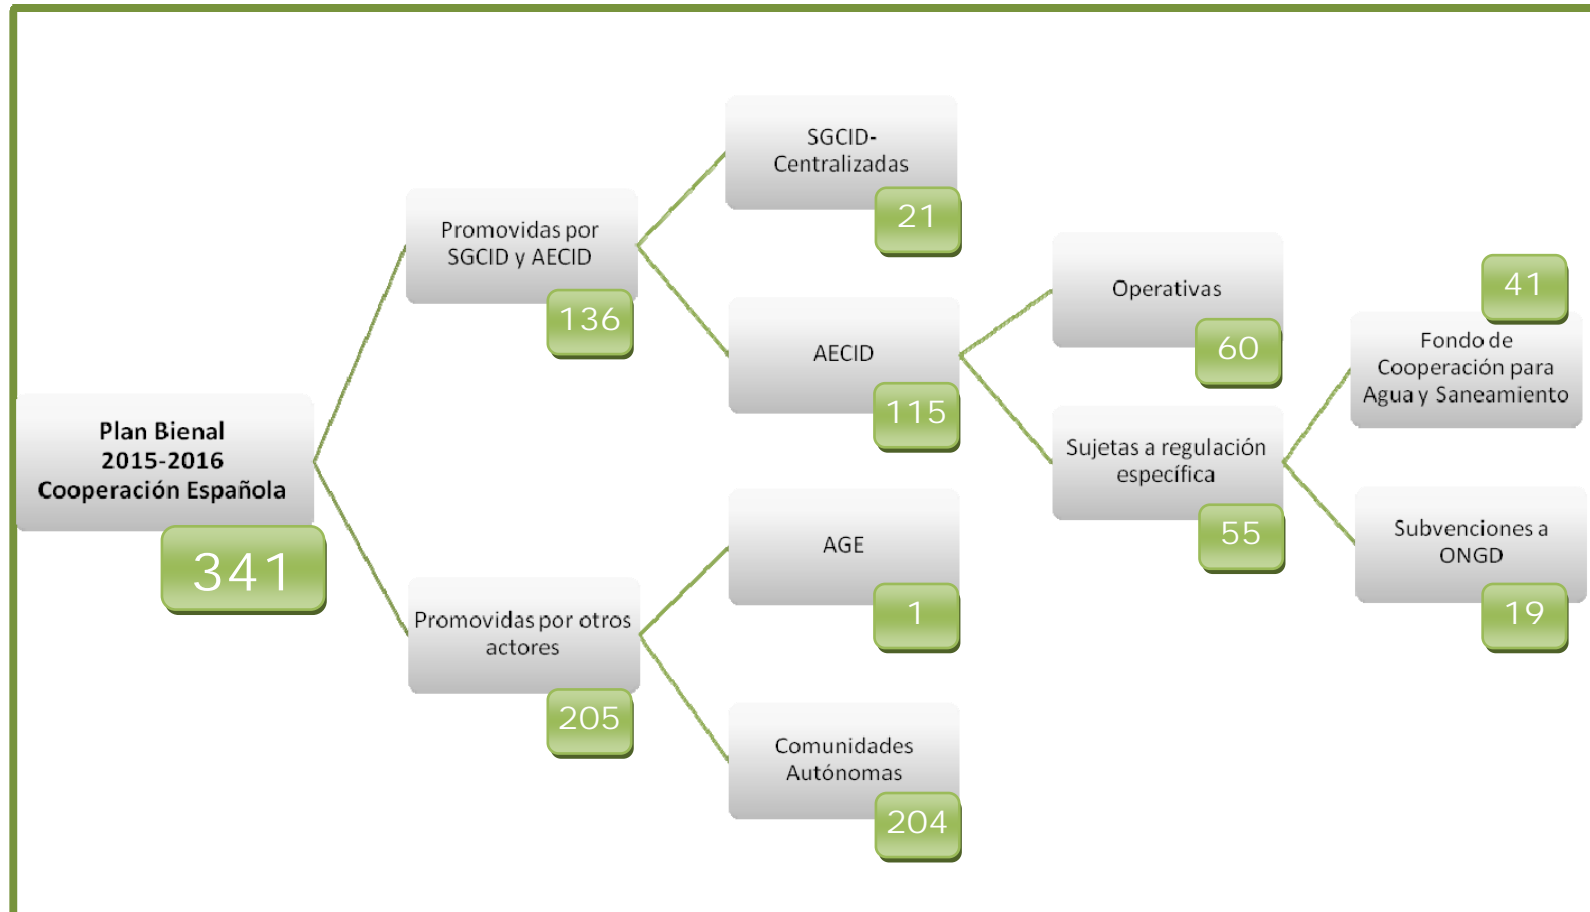 Plan Bienal
2015-2016
Cooperación Española
341
Promovidas por
SGCID y AECID
136
SGCID-
Centralizadas
21
AECID
115
Operativas
60
Sujetas a regulación
específica
55
41
Fondo de
Cooperación para
Agua y Saneamiento
Subvenciones a
ONGD
19
Promovidas por otros
actores
205
AGE
1
Comunidades
Autónomas
204